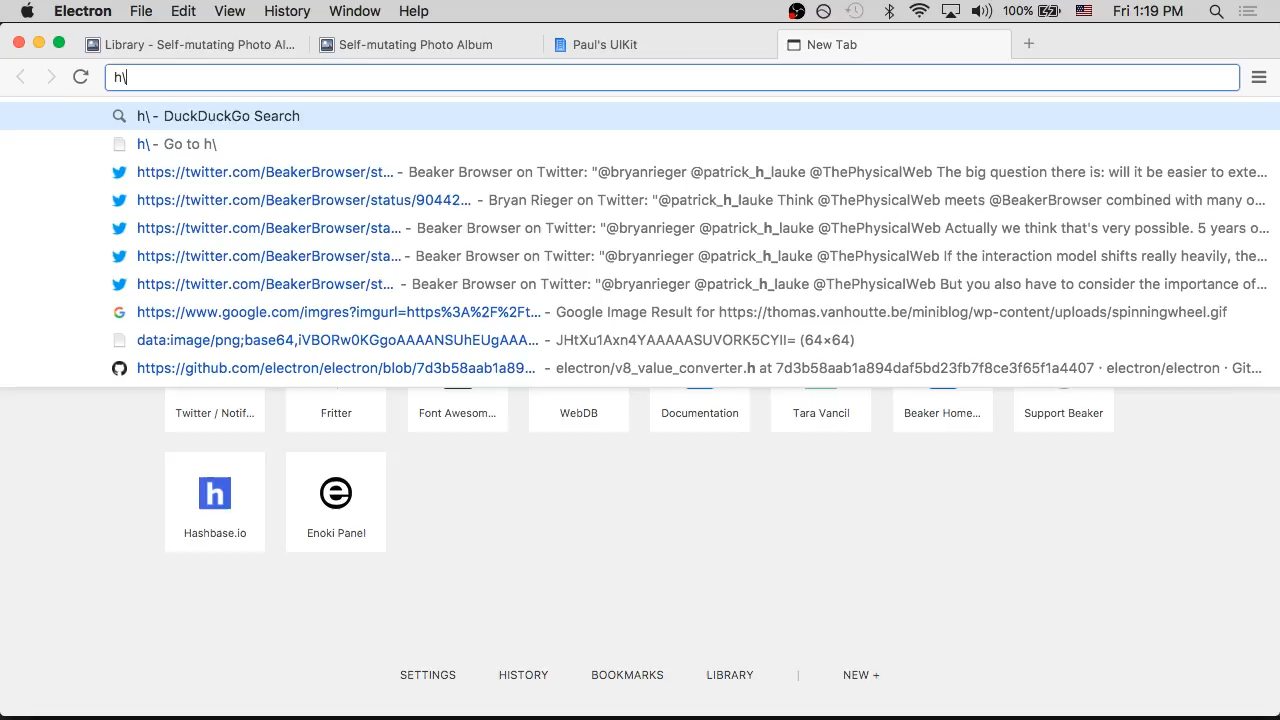 Electron File Edit View History Window Help 100% Fri 1:19 PM
Library - Self-mutating Photo Al... Self-mutating Photo Album Paul's UIKit New Tab
h\
h\ - DuckDuckGo Search
h\ - Go to h\
https://twitter.com/BeakerBrowser/st... - Beaker Browser on Twitter: "@bryanrieger @patrick_h_lauke @ThePhysicalWeb The big question there is: will it be easier to exte...
https://twitter.com/BeakerBrowser/status/90442... - Bryan Rieger on Twitter: "@patrick_h_lauke Think @ThePhysicalWeb meets @BeakerBrowser combined with many o...
https://twitter.com/BeakerBrowser/sta... - Beaker Browser on Twitter: "@bryanrieger @patrick_h_lauke @ThePhysicalWeb Actually we think that's very possible. 5 years o...
https://twitter.com/BeakerBrowser/sta... - Beaker Browser on Twitter: "@bryanrieger @patrick_h_lauke @ThePhysicalWeb If the interaction model shifts really heavily, the...
https://twitter.com/BeakerBrowser/st... - Beaker Browser on Twitter: "@bryanrieger @patrick_h_lauke @ThePhysicalWeb But you also have to consider the importance of...
https://www.google.com/imgres?imgurl=https%3A%2F%2Ft... - Google Image Result for https://thomas.vanhoutte.be/miniblog/wp-content/uploads/spinningwheel.gif
data:image/png;base64,iVBORw0KGgoAAAANSUhEUgAAA... - JHtXu1Axn4YAAAAASUVORK5CYII= (64×64)
https://github.com/electron/electron/blob/7d3b58aab1a89... - electron/v8_value_converter.h at 7d3b58aab1a894daf5bd23fb7f8ce3f65f1a4407 · electron/electron · Git...
Twitter / Notif... Fritter Font Awesom... WebDB Documentation Tara Vancil Beaker Home... Support Beaker
h e
Hashbase.io Enoki Panel
SETTINGS HISTORY BOOKMARKS LIBRARY | NEW +